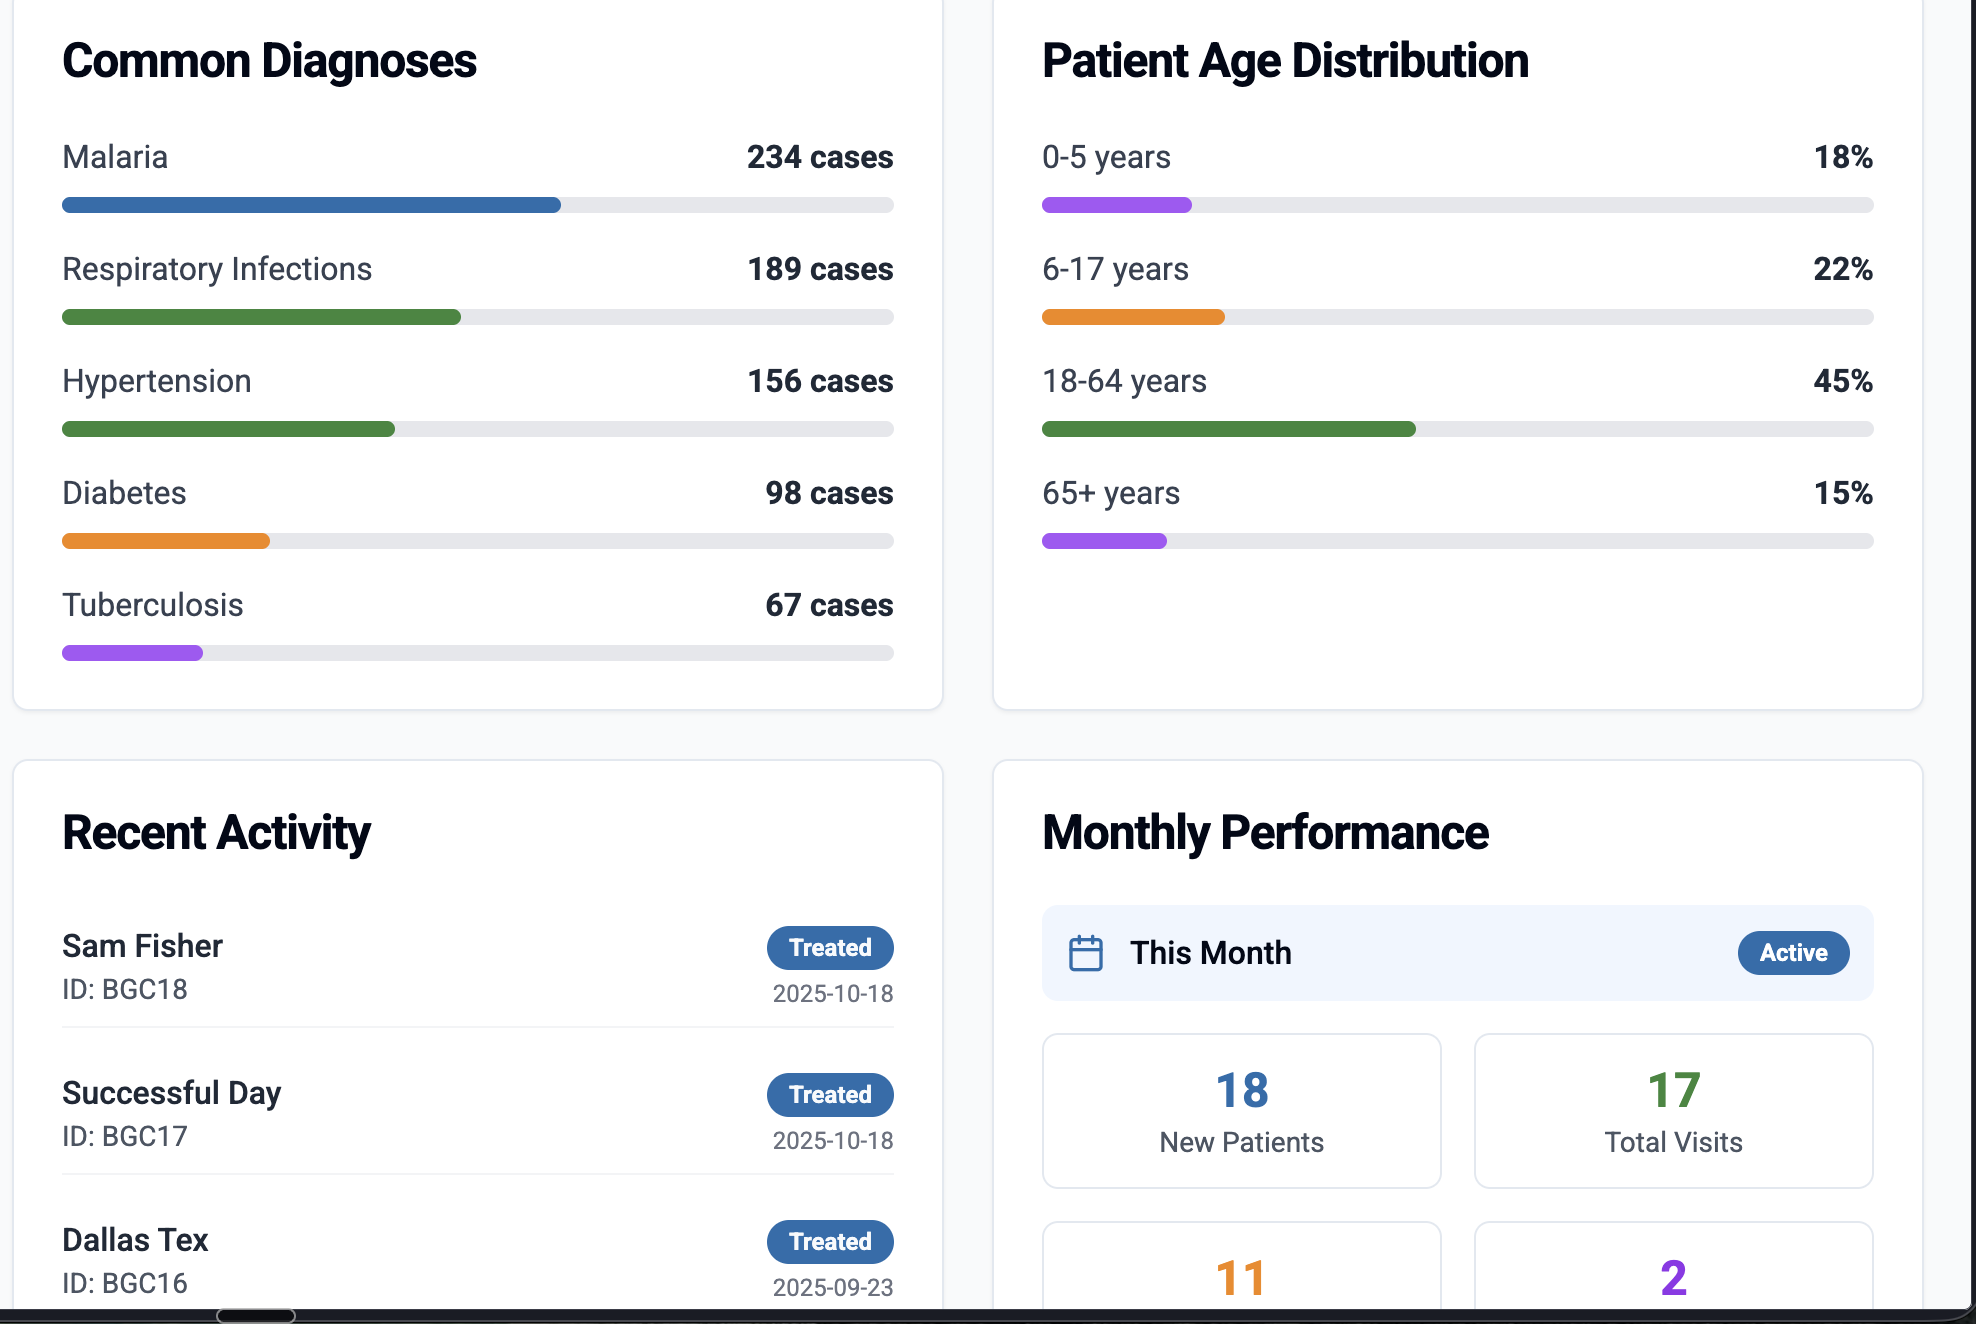 Common Diagnoses
Malaria 234 cases
Respiratory Infections 189 cases
Hypertension 156 cases
Diabetes 98 cases
Tuberculosis 67 cases
Patient Age Distribution
0-5 years 18%
6-17 years 22%
18-64 years 45%
65+ years 15%
Recent Activity
Sam Fisher Treated
ID: BGC18 2025-10-18
Successful Day Treated
ID: BGC17 2025-10-18
Dallas Tex Treated
ID: BGC16 2025-09-23
Monthly Performance
This Month Active
18
New Patients
17
Total Visits
11
2